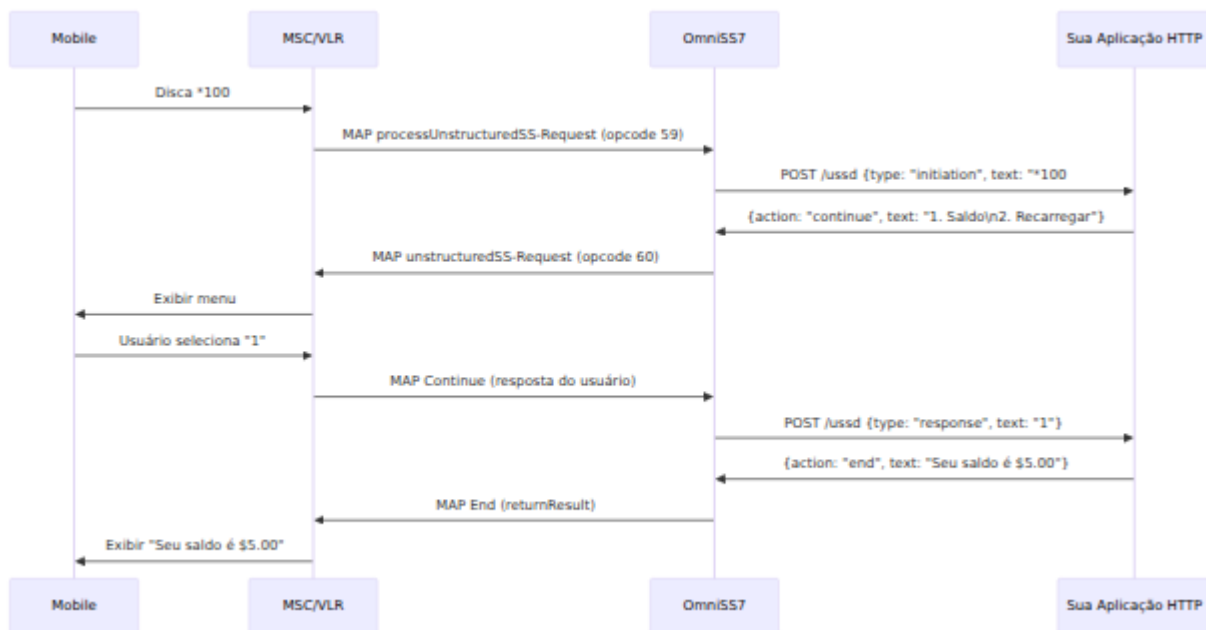 Mobile
MSC/VLR
OmniSS7
Sua Aplicação HTTP
Disca *100
MAP processUnstructuredSS-Request (opcode 59)
POST /ussd {type: "initiation", text: "*100
{action: "continue", text: "1. Saldo\n2. Recarregar"}
MAP unstructuredSS-Request (opcode 60)
Exibir menu
Usuário seleciona "1"
MAP Continue (resposta do usuário)
POST /ussd {type: "response", text: "1"}
{action: "end", text: "Seu saldo é $5.00"}
MAP End (returnResult)
Exibir "Seu saldo é $5.00"
Mobile
MSC/VLR
OmniSS7
Sua Aplicação HTTP